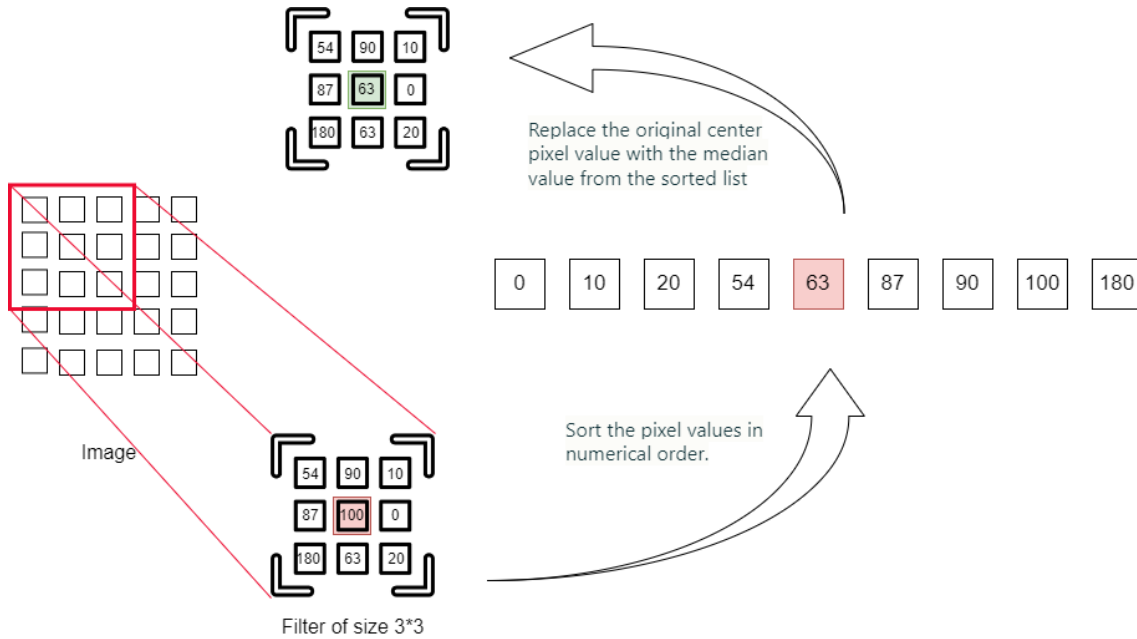 54 90 10
87 63 0
180 63 20
Replace the original center
pixel value with the median
value from the sorted list
0 10 20 54 63 87 90 100 180
Sort the pixel values in
numerical order.
Image
54 90 10
87 100 0
180 63 20
Filter of size 3*3